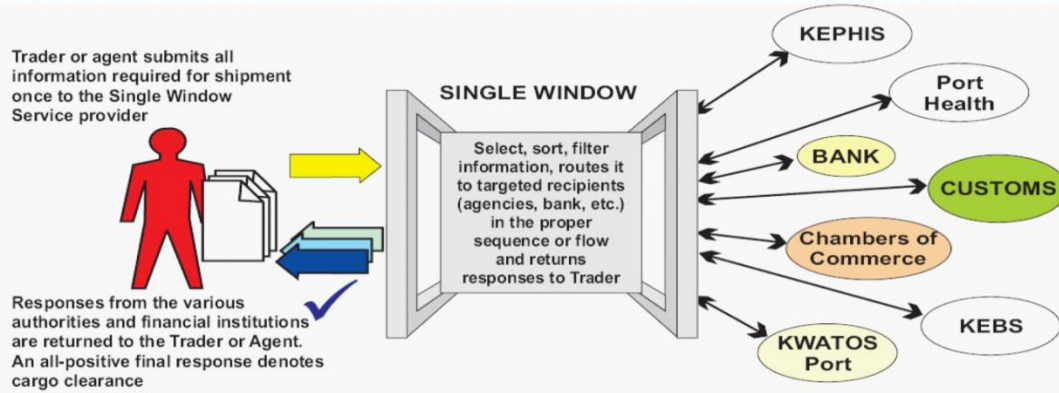 Trader or agent submits all
information required for shipment
once to the Single Window
Service provider
SINGLE WINDOW
Select, sort, filter
information, routes it
to targeted recipients
(agencies, bank, etc.)
in the proper
sequence or flow
and returns
responses to Trader
Responses from the various
authorities and financial institutions
are returned to the Trader or Agent.
An all-positive final response denotes
cargo clearance
KEPHIS
Port
Health
BANK
CUSTOMS
Chambers of
Commerce
KEBS
KWATOS
Port